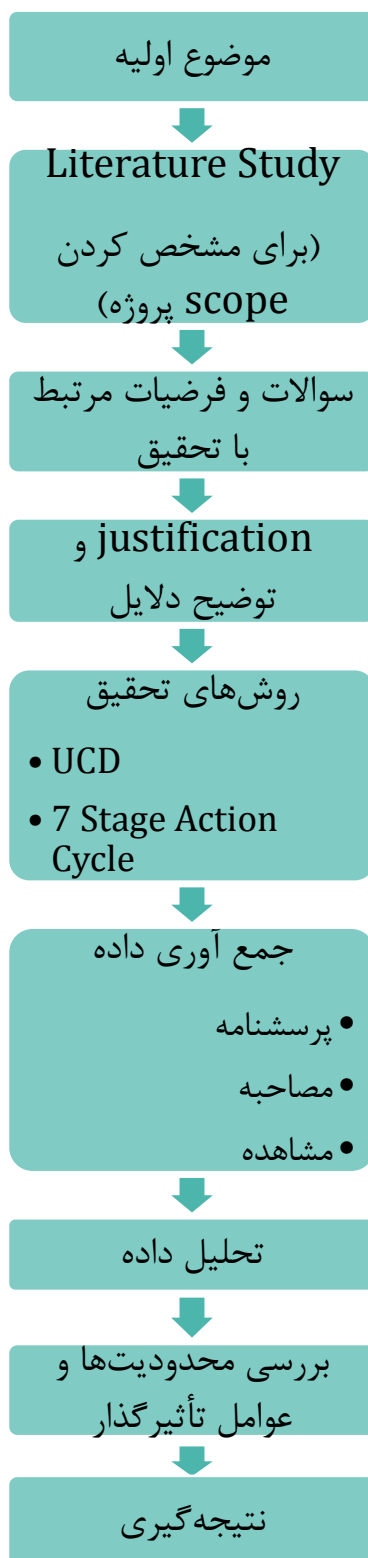 موضوع اولیه
Literature Study
(برای مشخص کردن
scope پروژه)
سوالات و فرضیات مرتبط
با تحقیق
justification و
توضیح دلایل
روش‌های تحقیق
• UCD
• 7 Stage Action
Cycle
جمع آوری داده
• پرسشنامه
• مصاحبه
• مشاهده
تحلیل داده
بررسی محدودیت‌ها و
عوامل تأثیرگذار
نتیجه‌گیری